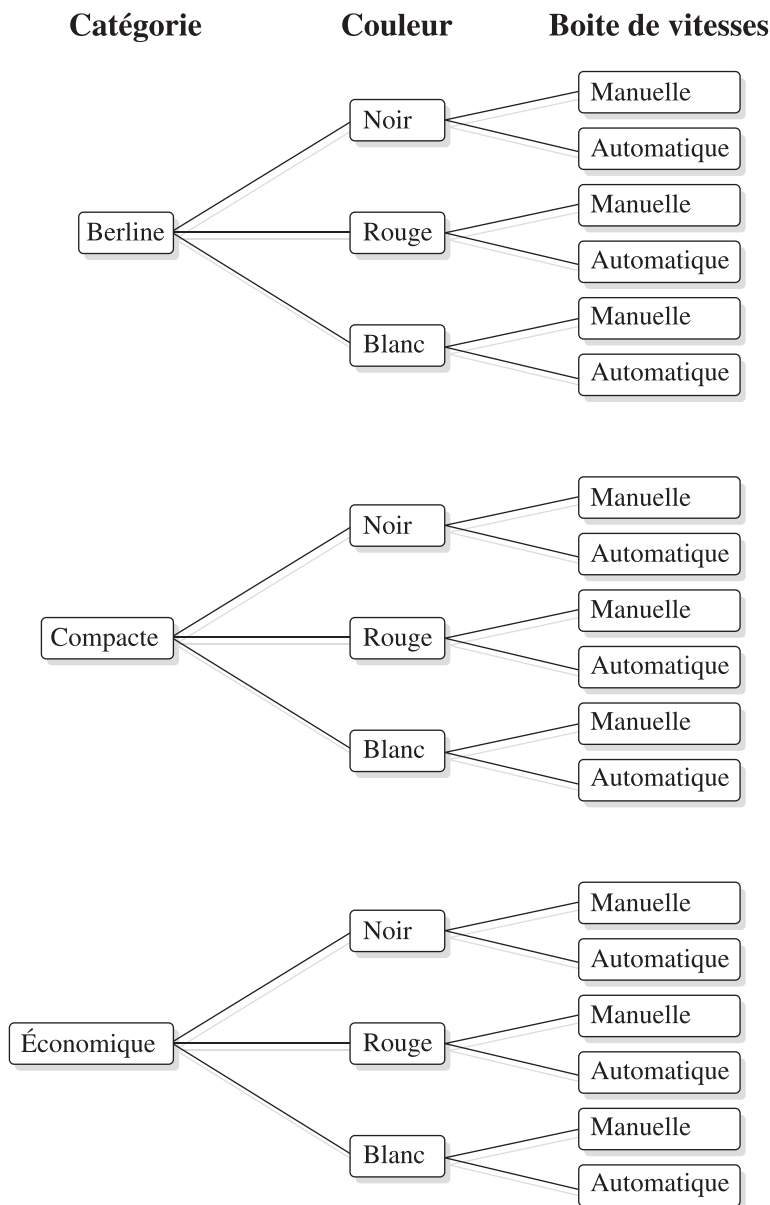 Catégorie Couleur Boite de vitesses
Manuelle
Noir
Automatique
Manuelle
Berline Rouge
Automatique
Manuelle
Blanc
Automatique
Manuelle
Noir
Automatique
Manuelle
Compacte Rouge
Automatique
Manuelle
Blanc
Automatique
Manuelle
Noir
Automatique
Manuelle
Économique Rouge
Automatique
Manuelle
Blanc
Automatique